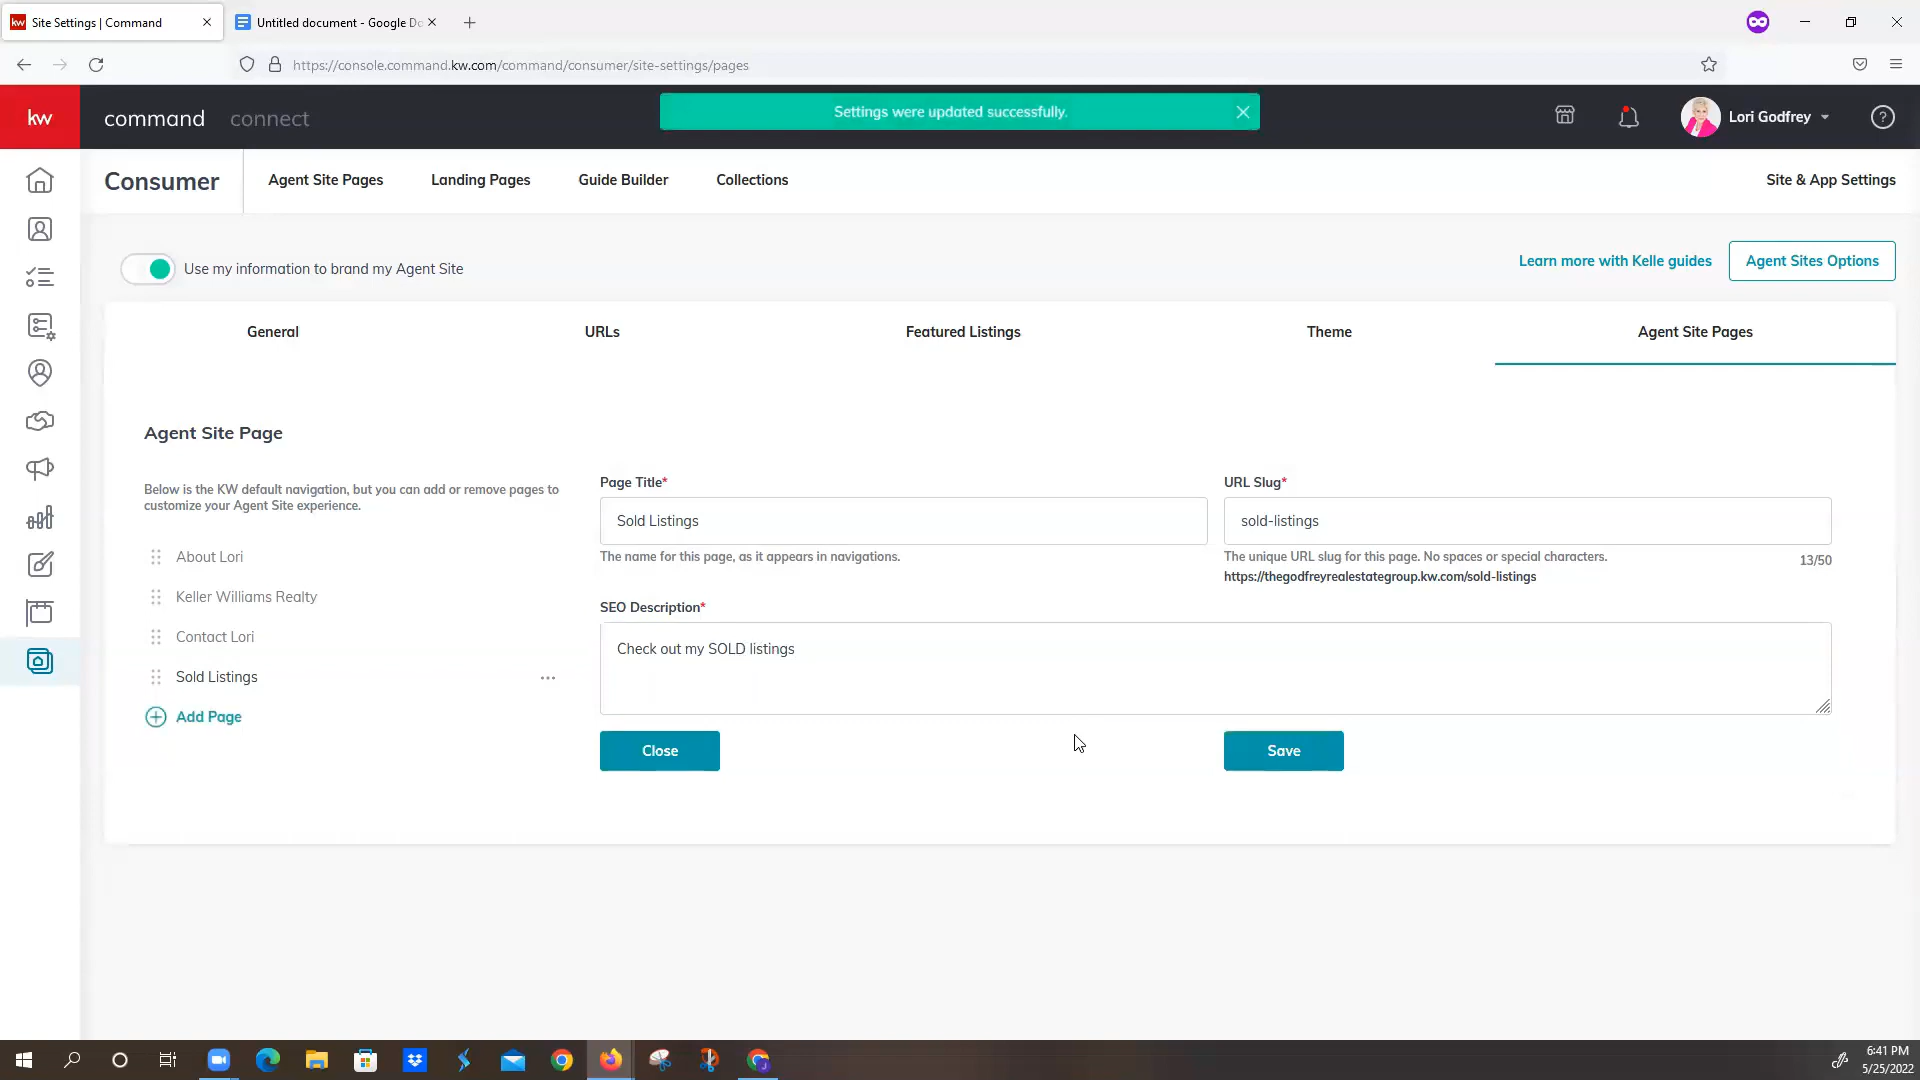 Site Settings | Command
Untitled document - Google Do
https://console.command.kw.com/command/consumer/site-settings/pages
kw
command
connect
Settings were updated successfully.
Lori Godfrey
Consumer
Agent Site Pages
Landing Pages
Guide Builder
Collections
Site & App Settings
Use my information to brand my Agent Site
Learn more with Kelle guides
Agent Sites Options
General
URLs
Featured Listings
Theme
Agent Site Pages
Agent Site Page
Below is the KW default navigation, but you can add or remove pages to
customize your Agent Site experience.
About Lori
Keller Williams Realty
Contact Lori
Sold Listings
Add Page
Page Title*
Sold Listings
The name for this page, as it appears in navigations.
URL Slug*
sold-listings
The unique URL slug for this page. No spaces or special characters.
13/50
https://thegodfreyrealestategroup.kw.com/sold-listings
SEO Description*
Check out my SOLD listings
Close
Save
6:41 PM
5/25/2022